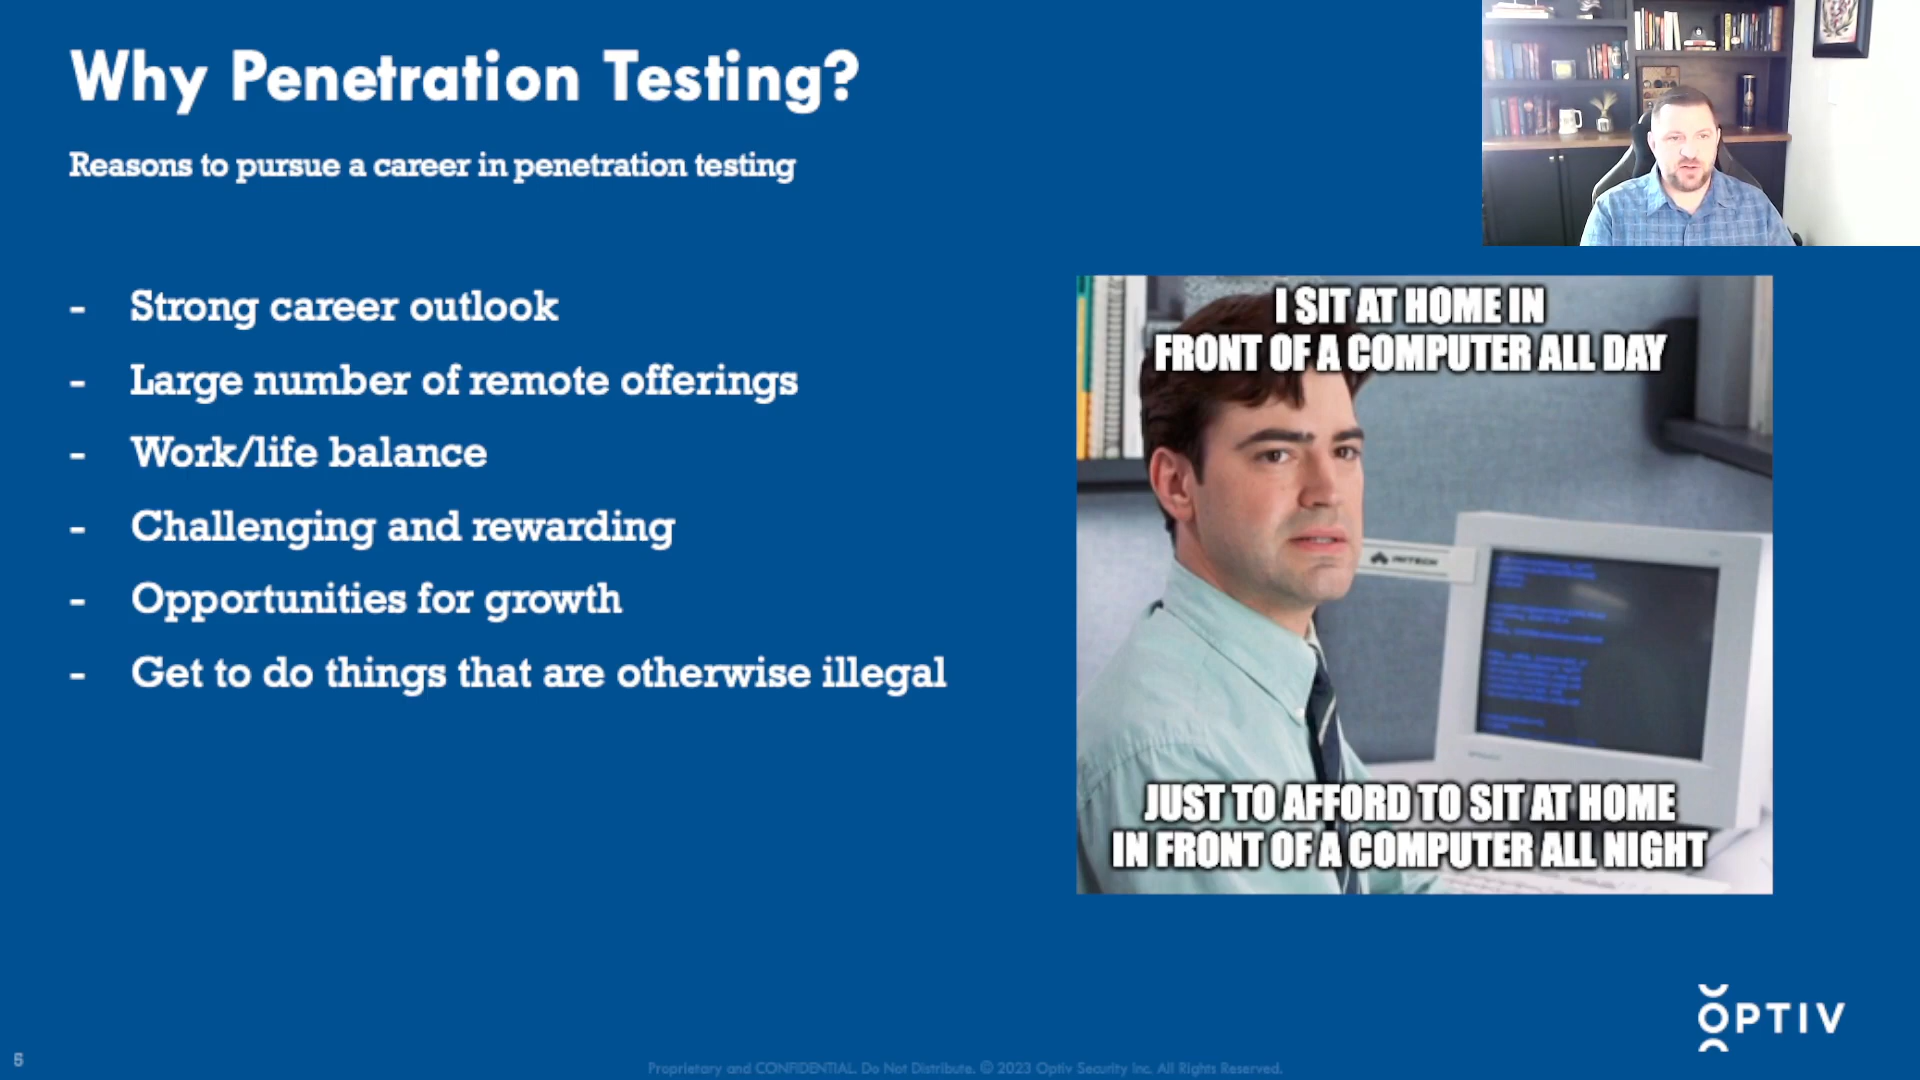 Why Penetration Testing?
Reasons to pursue a career in penetration testing
- Strong career outlook
- Large number of remote offerings
- Work/life balance
- Challenging and rewarding
- Opportunities for growth
- Get to do things that are otherwise illegal
I SIT AT HOME IN
FRONT OF A COMPUTER ALL DAY
JUST TO AFFORD TO SIT AT HOME
IN FRONT OF A COMPUTER ALL NIGHT
OPTIV
5
Proprietary and CONFIDENTIAL. Do Not Distribute. © 2023 Optiv Security Inc. All Rights Reserved.